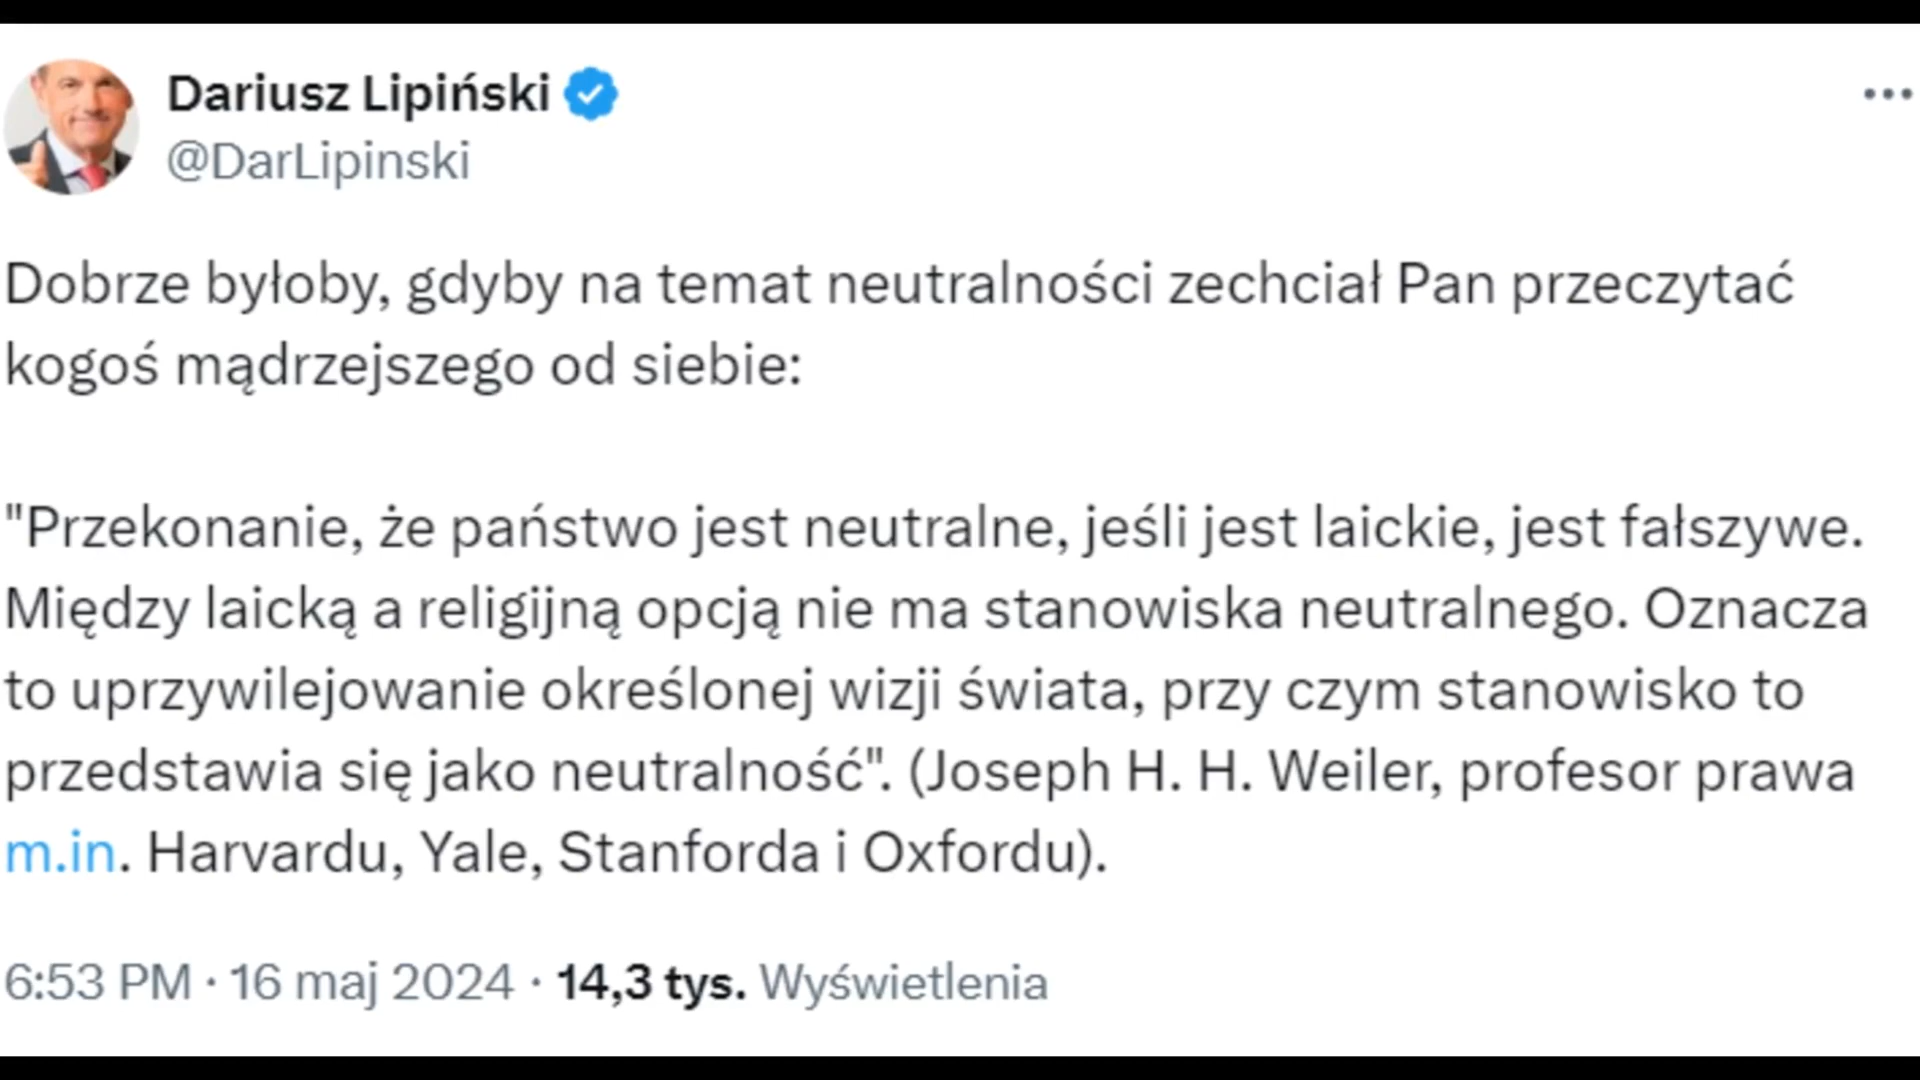 Dariusz Lipiński
@DarLipinski
Dobrze byłoby, gdyby na temat neutralności zechciał Pan przeczytać
kogoś mądrzejszego od siebie:
"Przekonanie, że państwo jest neutralne, jeśli jest laickie, jest fałszywe.
Między laicką a religijną opcją nie ma stanowiska neutralnego. Oznacza
to uprzywilejowanie określonej wizji świata, przy czym stanowisko to
przedstawia się jako neutralność". (Joseph H. H. Weiler, profesor prawa
m.in. Harvardu, Yale, Stanforda i Oxfordu).
6:53 PM · 16 maj 2024 · 14,3 tys. Wyświetlenia